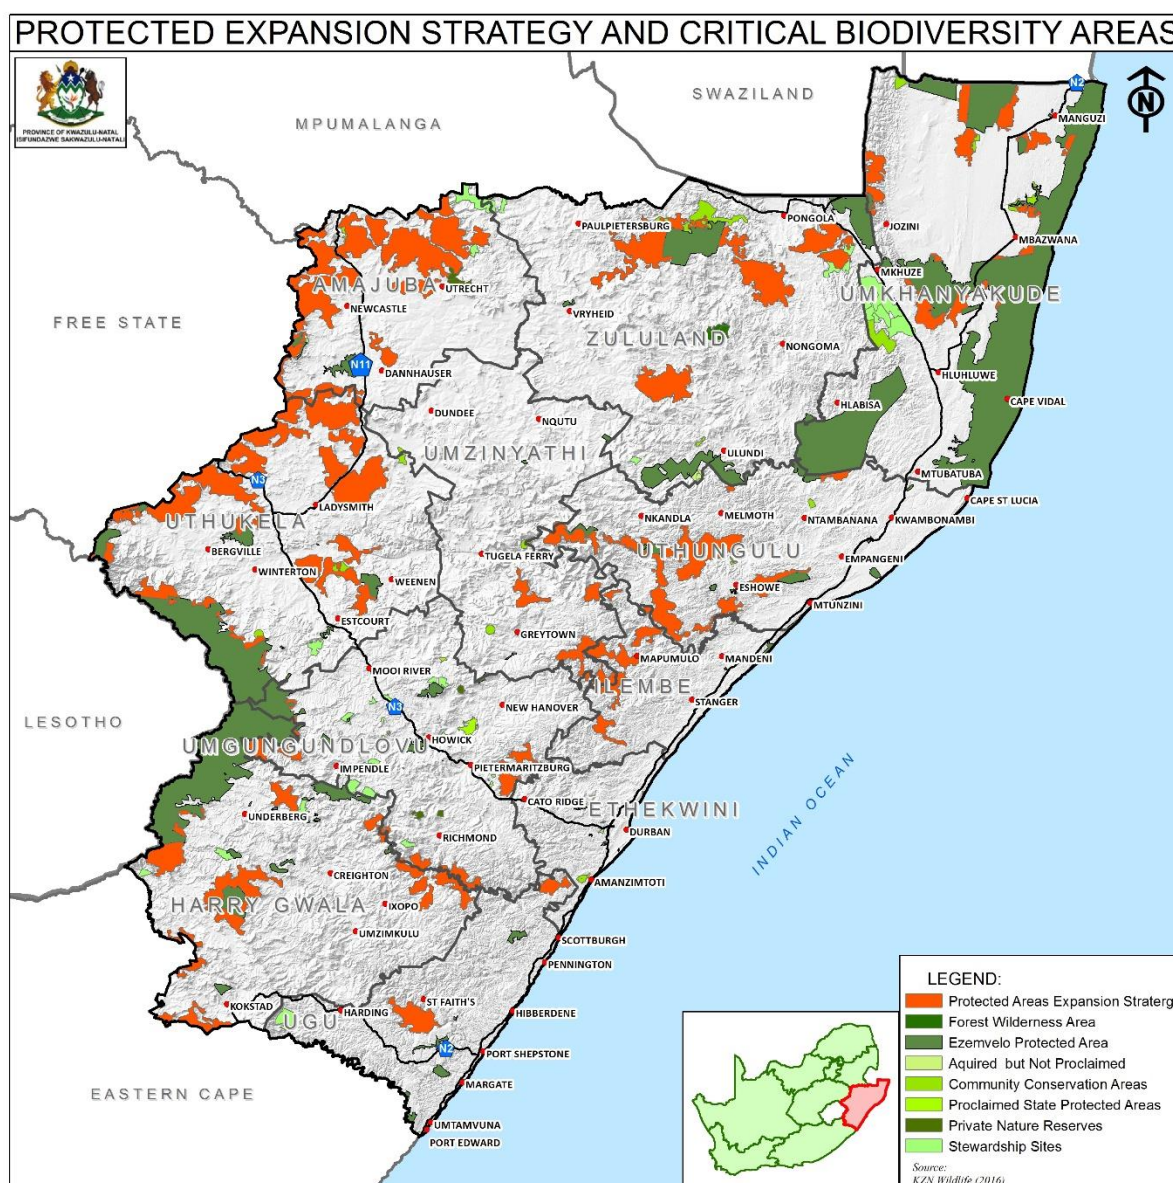 PROTECTED EXPANSION STRATEGY AND CRITICAL BIODIVERSITY AREAS
PROVINCE OF KWAZULU-NATAL
ISIFUNDAZWE SAKWAZULU-NATALI
MPUMALANGA
SWAZILAND
N
N2
MANGUZI
PAULPIETERSBURG
PONGOLA
JOZINI
MBAZWANA
MKHUZE
AMAJUBA
UTRECHT
UMKHANYAKUDE
NEWCASTLE
FREE STATE
VRYHEID
ZULULAND
NONGOMA
N11
DANNHAUSER
HLUHLUWE
HLABISA
CAPE VIDAL
DUNDEE
NQUTU
UMZINYATHI
ULUNDI
MTUBATUBA
N3
CAPE ST LUCIA
LADYSMITH
UTHUKELA
NKANDLA
MELMOTH
NTAMBANANA
KWAMBONAMBI
BERGVILLE
TUGELA FERRY
UTHUNGULU
EMPANGENI
WINTERTON
WEENEN
ESHOWE
MTUNZINI
ESTCOURT
GREYTOWN
MOOI RIVER
MAPUMULO
MANDENI
ILEMBE
STANGER
N3
NEW HANOVER
LESOTHO
UMGUNGUNDLOVU
HOWICK
IMPENDLE
PIETERMARITZBURG
CATO RIDGE
ETHEKWINI
UNDERBERG
RICHMOND
DURBAN
INDIAN OCEAN
CREIGHTON
AMANZIMTOTI
HARRY GWALA
IXOPO
UMZIMKULU
SCOTTBURGH
PENNINGTON
KOKSTAD
ST FAITH'S
HARDING
HIBBERDENE
UGU
N2
PORT SHEPSTONE
MARGATE
EASTERN CAPE
UMTAMVUNA
PORT EDWARD
LEGEND:
Protected Areas Expansion Straterg
Forest Wilderness Area
Ezemvelo Protected Area
Aquired but Not Proclaimed
Community Conservation Areas
Proclaimed State Protected Areas
Private Nature Reserves
Stewardship Sites
Source:
KZN Wildlife (2016)